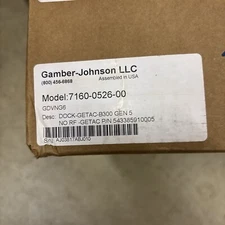 Gamber-Johnson LLC
(800) 456-6868
Assembled in USA
Model:7160-0526-00
GDVNG6
Desc: DOCK-GETAC-B300 GEN 5
NO RF -GETAC P/N 543385910005
S/N: